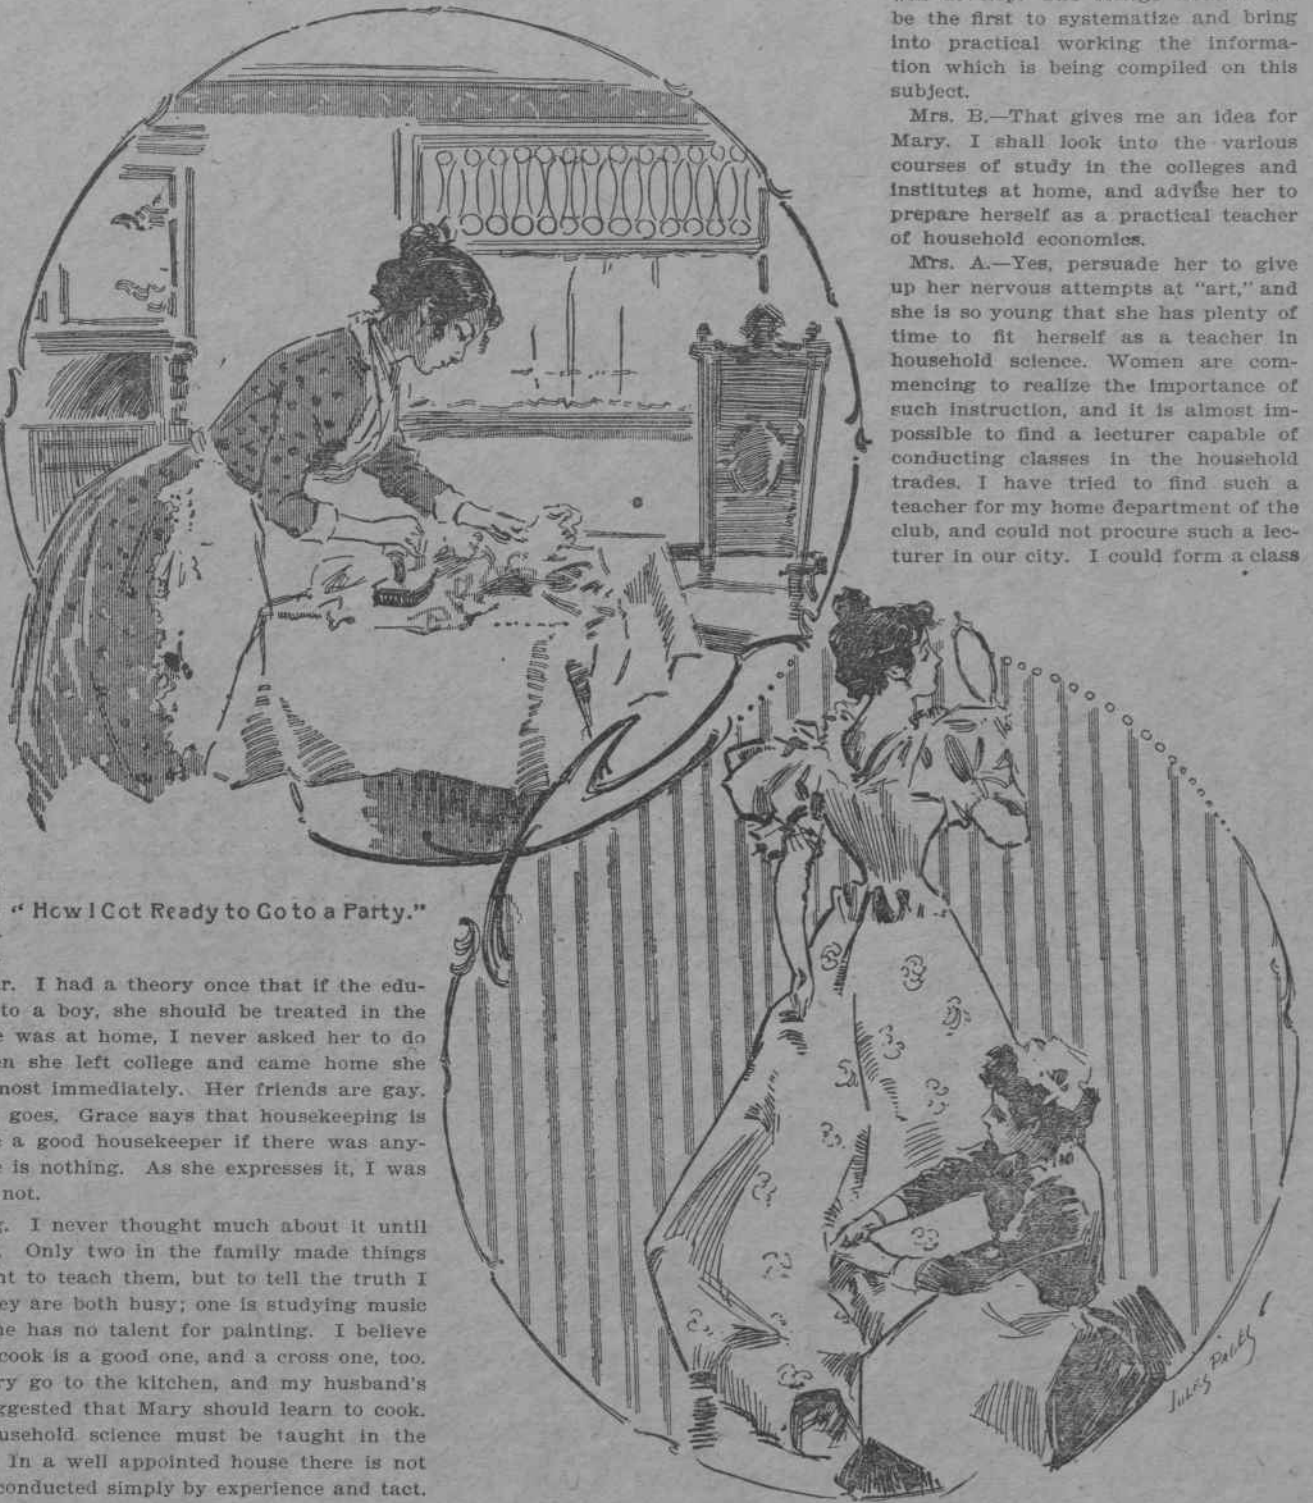 be the first to systematize and bring
into practical working the informa-
tion which is being compiled on this
subject.
Mrs. B.—That gives me an idea for
Mary. I shall look into the various
courses of study in the colleges and
institutes at home, and advise her to
prepare herself as a practical teacher
of household economics.
Mrs. A.—Yes, persuade her to give
up her nervous attempts at "art," and
she is so young that she has plenty of
time to fit herself as a teacher in
household science. Women are com-
mencing to realize the importance of
such instruction, and it is almost im-
possible to find a lecturer capable of
conducting classes in the household
trades. I have tried to find such a
teacher for my home department of the
club, and could not procure such a lec-
turer in our city. I could form a class
"How I Got Ready to Go to a Party."
r. I had a theory once that if the edu-
to a boy, she should be treated in the
e was at home, I never asked her to do
en she left college and came home she
most immediately. Her friends are gay.
goes. Grace says that housekeeping is
e a good housekeeper if there was any-
e is nothing. As she expresses it, I was
not.
g. I never thought much about it until
. Only two in the family made things
nt to teach them, but to tell the truth I
ey are both busy; one is studying music
he has no talent for painting. I believe
cook is a good one, and a cross one, too.
ry go to the kitchen, and my husband's
ggested that Mary should learn to cook.
usehold science must be taught in the
In a well appointed house there is not
conducted simply by experience and tact.